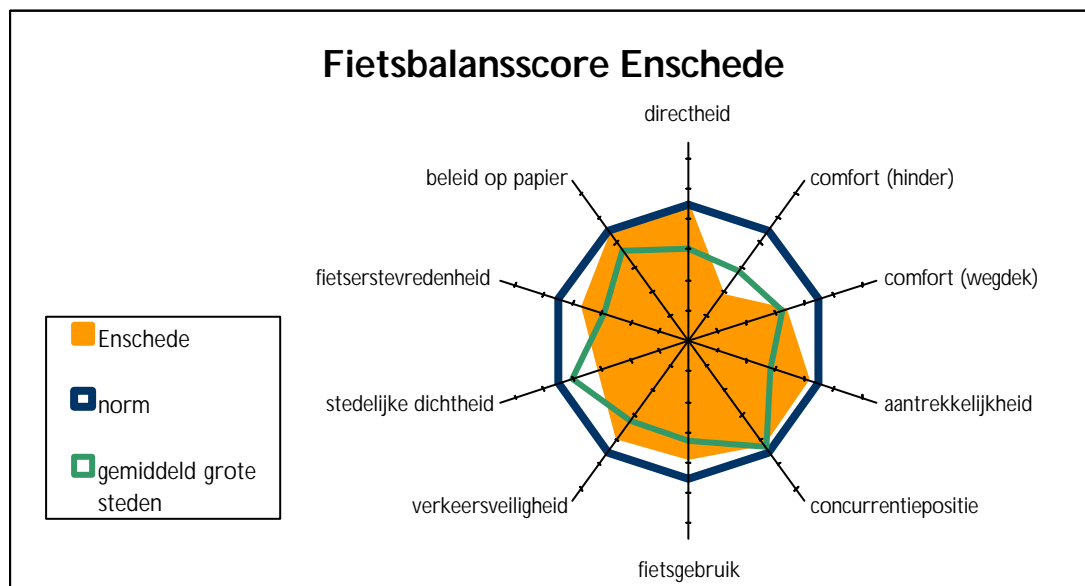 Fietsbalansscore Enschede
directheid
beleid op papier
comfort (hinder)
fietserstevredenheid
comfort (wegdek)
Enschede
norm
stedelijke dichtheid
aantrekkelijkheid
gemiddeld grote
steden
verkeersveiligheid
concurrentiepositie
fietsgebruik